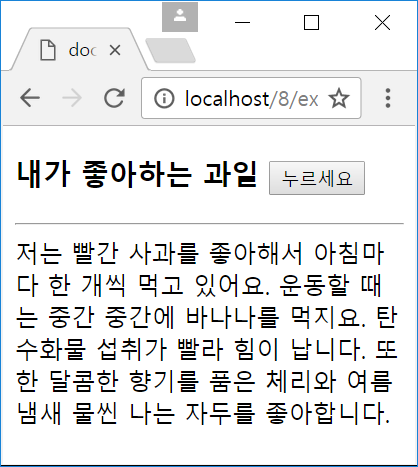 doc
localhost/8/ex
내가 좋아하는 과일 누르세요
저는 빨간 사과를 좋아해서 아침마
다 한 개씩 먹고 있어요. 운동할 때
는 중간 중간에 바나나를 먹지요. 탄
수화물 섭취가 빨라 힘이 납니다. 또
한 달콤한 향기를 품은 체리와 여름
냄새 물씬 나는 자두를 좋아합니다.